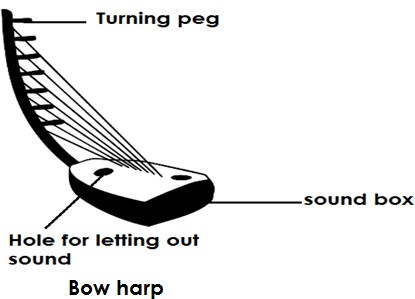 Turning peg
sound box
Hole for letting out
sound
Bow harp